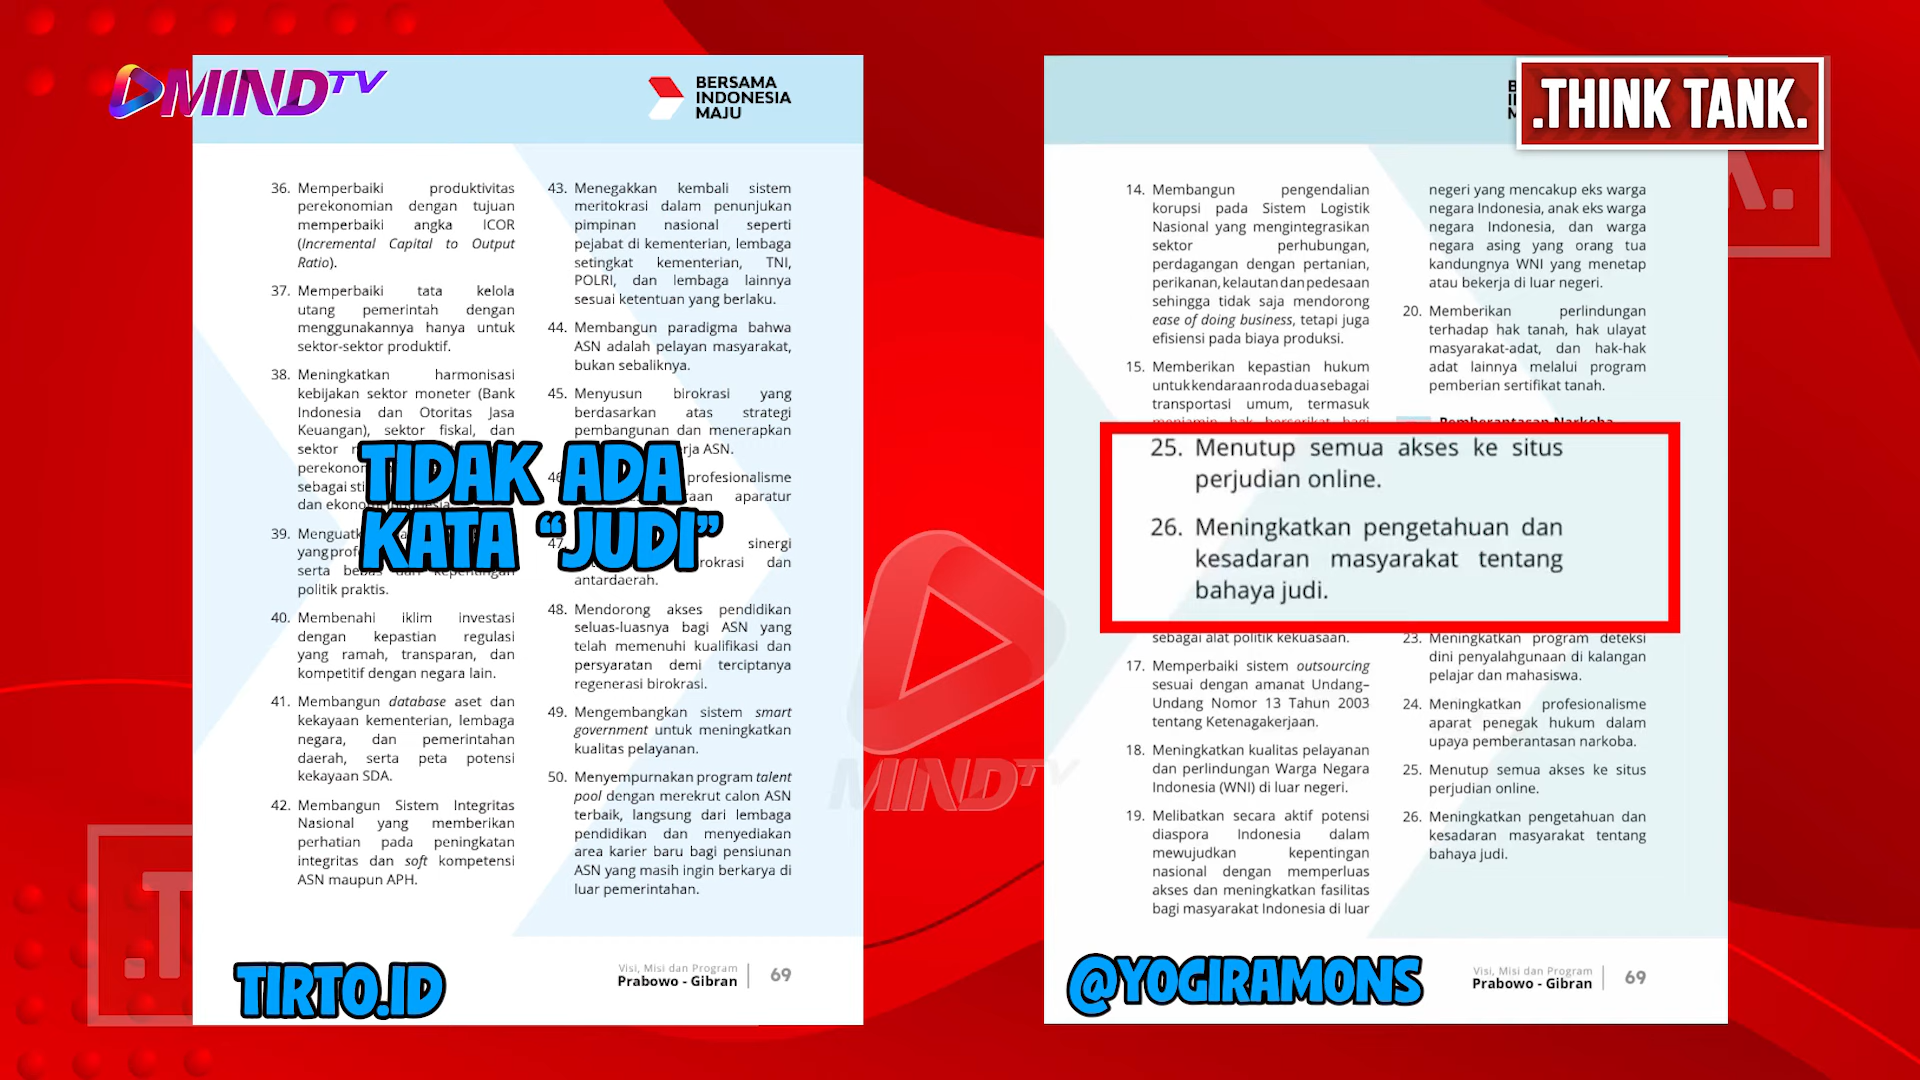 MIND TV
BERSAMA
INDONESIA
MAJU
36. Memperbaiki produktivitas
perekonomian dengan tujuan
memperbaiki angka ICOR
(Incremental Capital to Output
Ratio).
37. Memperbaiki tata kelola
utang pemerintah dengan
menggunakannya hanya untuk
sektor-sektor produktif.
38. Meningkatkan harmonisasi
kebijakan sektor moneter (Bank
Indonesia dan Otoritas Jasa
Keuangan), sektor fiskal, dan
sektor
sebagai
dan
39.
serta
politik praktis.
40. Membenahi iklim investasi
dengan kepastian regulasi
yang ramah, transparan, dan
kompetitif dengan negara lain.
41. Membangun database aset dan
kekayaan kementerian, lembaga
negara, dan pemerintahan
daerah, serta peta potensi
kekayaan SDA.
42. Membangun Sistem Integritas
Nasional yang memberikan
perhatian pada peningkatan
integritas dan soft kompetensi
ASN maupun APH.
43. Menegakkan kembali sistem
meritokrasi dalam penunjukan
pimpinan nasional seperti
pejabat di kementerian, lembaga
setingkat kementerian, TNI,
POLRI, dan lembaga lainnya
sesuai ketentuan yang berlaku.
44. Membangun paradigma bahwa
ASN adalah pelayan masyarakat,
bukan sebaliknya.
45. Menyusun birokrasi yang
berdasarkan atas strategi
pembangunan dan menerapkan
ASN.
profesionalisme
aparatur
sinergi
dan
antardaerah.
48. Mendorong akses pendidikan
seluas-luasnya bagi ASN yang
telah memenuhi kualifikasi dan
persyaratan demi terciptanya
regenerasi birokrasi.
49. Mengembangkan sistem smart
government untuk meningkatkan
kualitas pelayanan.
50. Menyempurnakan program talent
pool dengan merekrut calon ASN
terbaik, langsung dari lembaga
pendidikan dan menyediakan
area karier baru bagi pensiunan
ASN yang masih ingin berkarya di
luar pemerintahan.
TIDAK ADA
KATA “JUDI”
TIRTO.ID
Visi, Misi dan Program
Prabowo - Gibran
69
.THINK TANK.
14. Membangun pengendalian
korupsi pada Sistem Logistik
Nasional yang mengintegrasikan
sektor perhubungan,
perdagangan dengan pertanian,
perikanan, kelautan dan pedesaan
sehingga tidak saja mendorong
ease of doing business, tetapi juga
efisiensi pada biaya produksi.
15. Memberikan kepastian hukum
untuk kendaraan roda dua sebagai
transportasi umum, termasuk
menjamin hak berserikat bagi
sebagai alat politik kekuasaan.
17. Memperbaiki sistem outsourcing
sesuai dengan amanat Undang–
Undang Nomor 13 Tahun 2003
tentang Ketenagakerjaan.
18. Meningkatkan kualitas pelayanan
dan perlindungan Warga Negara
Indonesia (WNI) di luar negeri.
19. Melibatkan secara aktif potensi
diaspora Indonesia dalam
mewujudkan kepentingan
nasional dengan memperluas
akses dan meningkatkan fasilitas
bagi masyarakat Indonesia di luar
negeri yang mencakup eks warga
negara Indonesia, anak eks warga
negara Indonesia, dan warga
negara asing yang orang tua
kandungnya WNI yang menetap
atau bekerja di luar negeri.
20. Memberikan perlindungan
terhadap hak tanah, hak ulayat
masyarakat-adat, dan hak-hak
adat lainnya melalui program
pemberian sertifikat tanah.
Pemberantasan Narkoba
25. Menutup semua akses ke situs
perjudian online.
26. Meningkatkan pengetahuan dan
kesadaran masyarakat tentang
bahaya judi.
23. Meningkatkan program deteksi
dini penyalahgunaan di kalangan
pelajar dan mahasiswa.
24. Meningkatkan profesionalisme
aparat penegak hukum dalam
upaya pemberantasan narkoba.
25. Menutup semua akses ke situs
perjudian online.
26. Meningkatkan pengetahuan dan
kesadaran masyarakat tentang
bahaya judi.
@YOGIRAMONS
Visi, Misi dan Program
Prabowo - Gibran
69
MIND TV